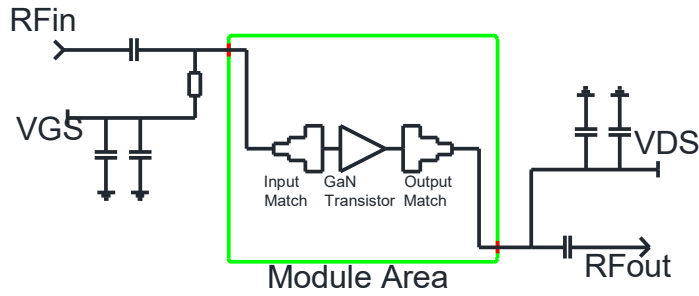 RFin
VGS
Input
Match
GaN
Transistor
Output
Match
VDS
RFout
Module Area